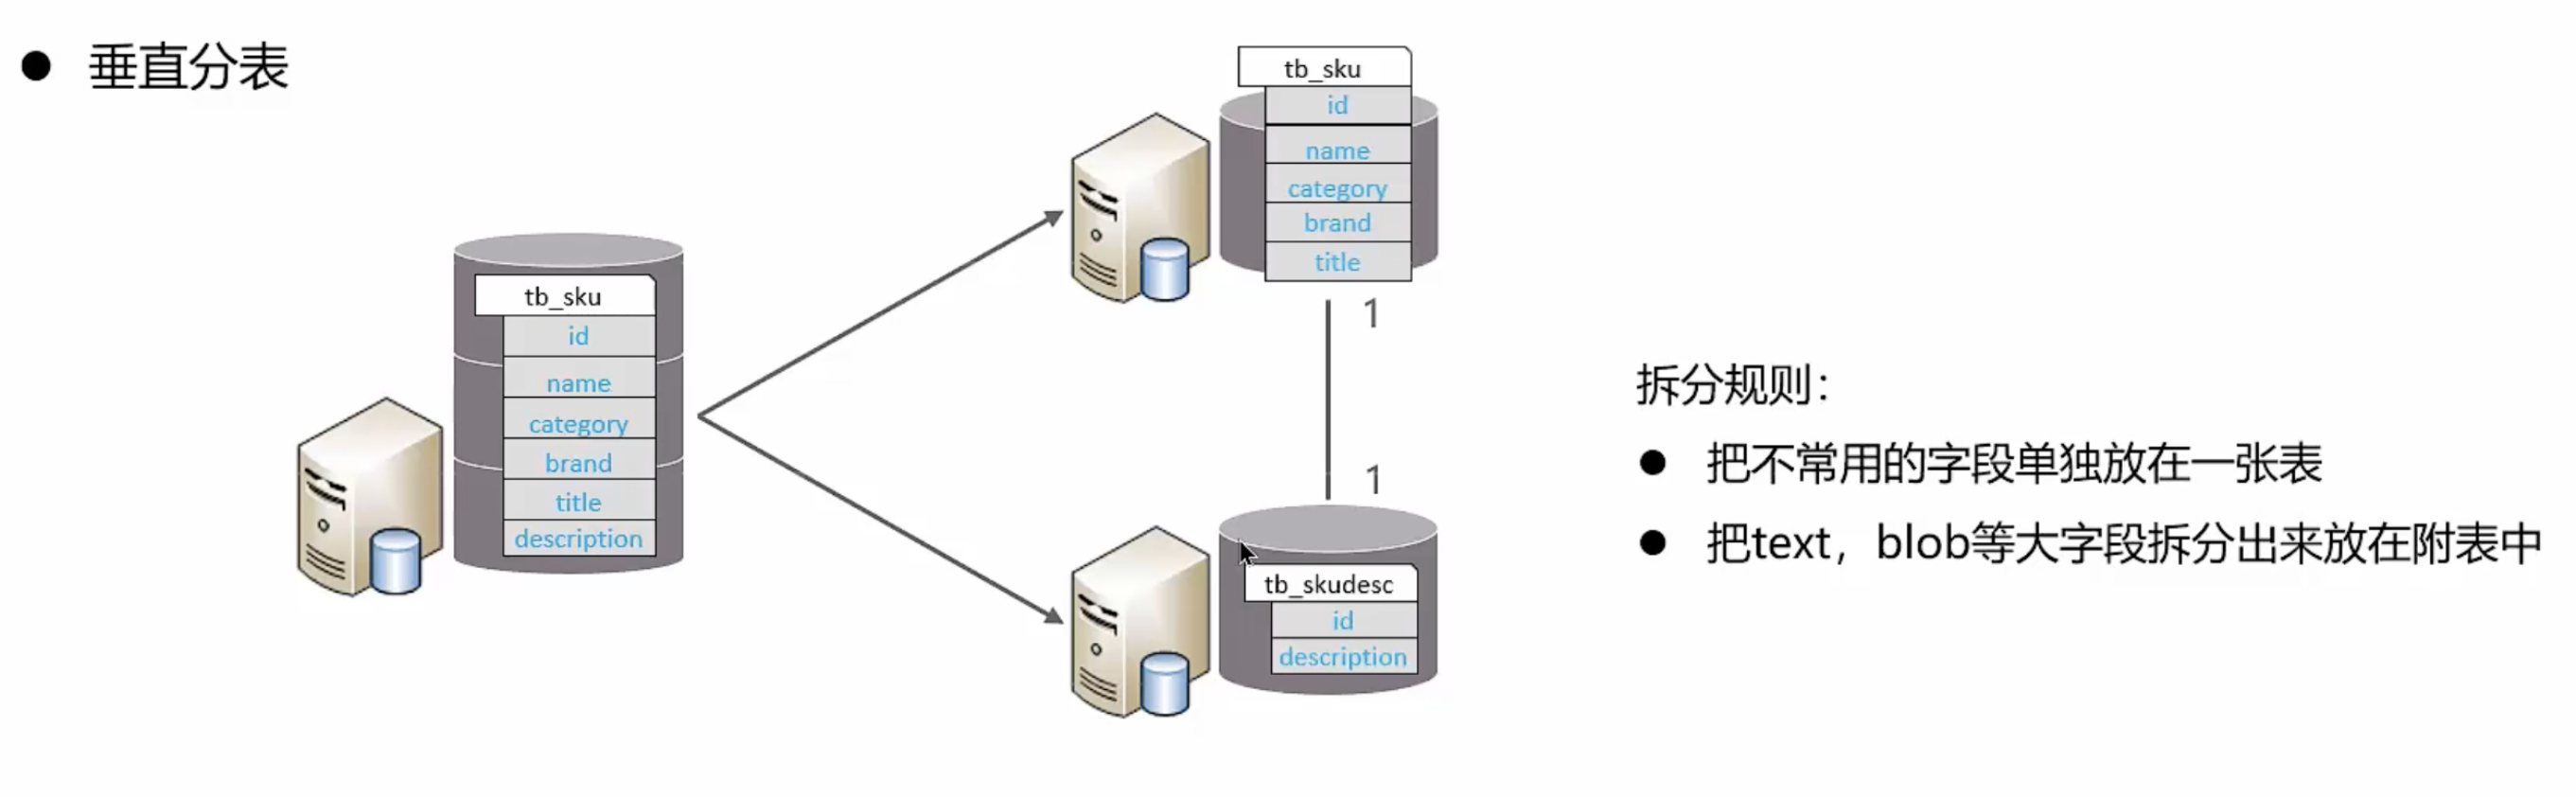 ● 垂直分表
tb_sku
id
name
category
brand
title
description
tb_sku
id
name
category
brand
title
1
1
tb_skudesc
id
description
拆分规则：
● 把不常用的字段单独放在一张表
● 把text，blob等大字段拆分出来放在附表中